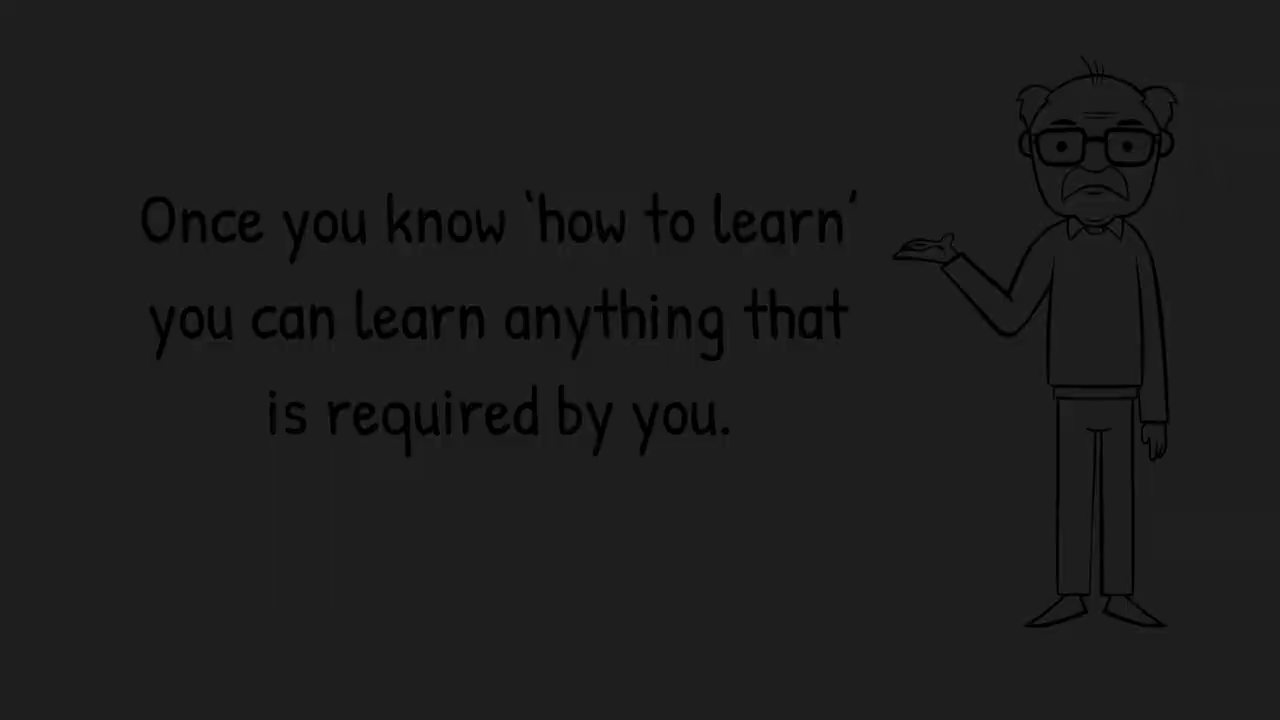 Once you know ‘how to learn’
you can learn anything that
is required by you.